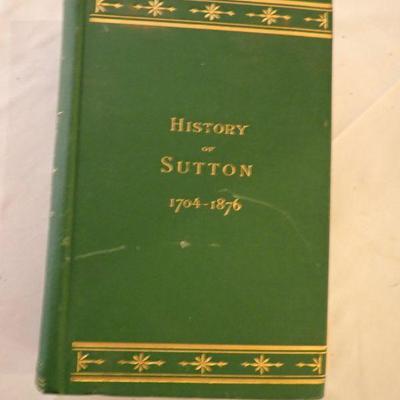 HISTORY
OF
SUTTON
1704-1876